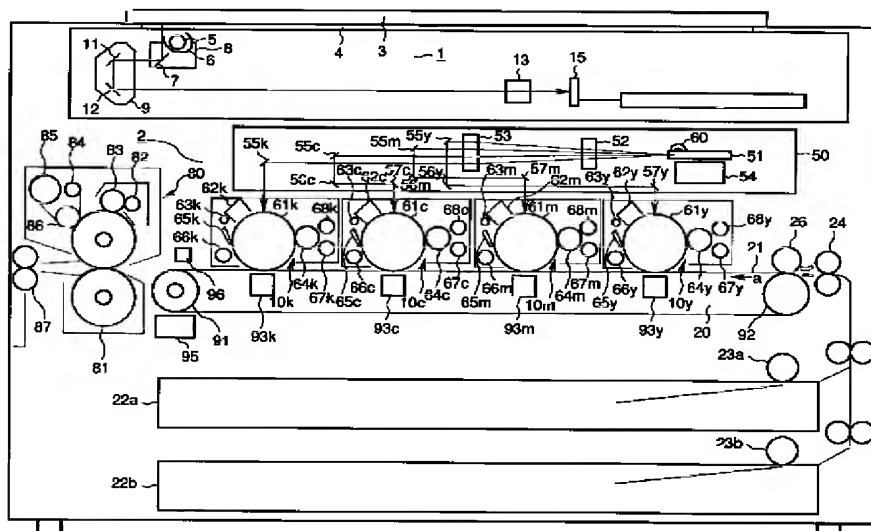 11 5 8 4 3 1 13 15
6
7
12 9
2 55k 55c 55m 55y 53 52 60 50
51
54
85 84 83 82 80
56c 56m 56y 57c 57m 57y
86
62k 63k 65k 66k 61k 68k 63c 62c 61c 68c 63m 62m 61m 68m 63y 62y 61y 68y 26 24
21
a
87 96 10k 64k 67k 65c 66c 10c 64c 67c 65m 66m 10m 64m 67m 65y 66y 10y 64y 67y
81 95 91 93k 93c 93m 93y 20 92
23a
22a
23b
22b